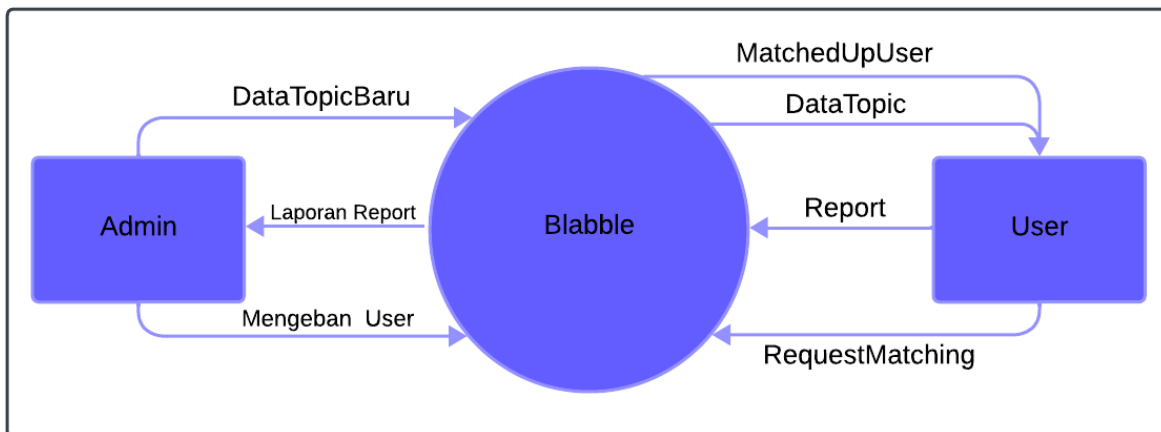 MatchedUpUser
DataTopicBaru
DataTopic
Admin
Laporan Report
Blabble
Report
User
Mengeban User
RequestMatching